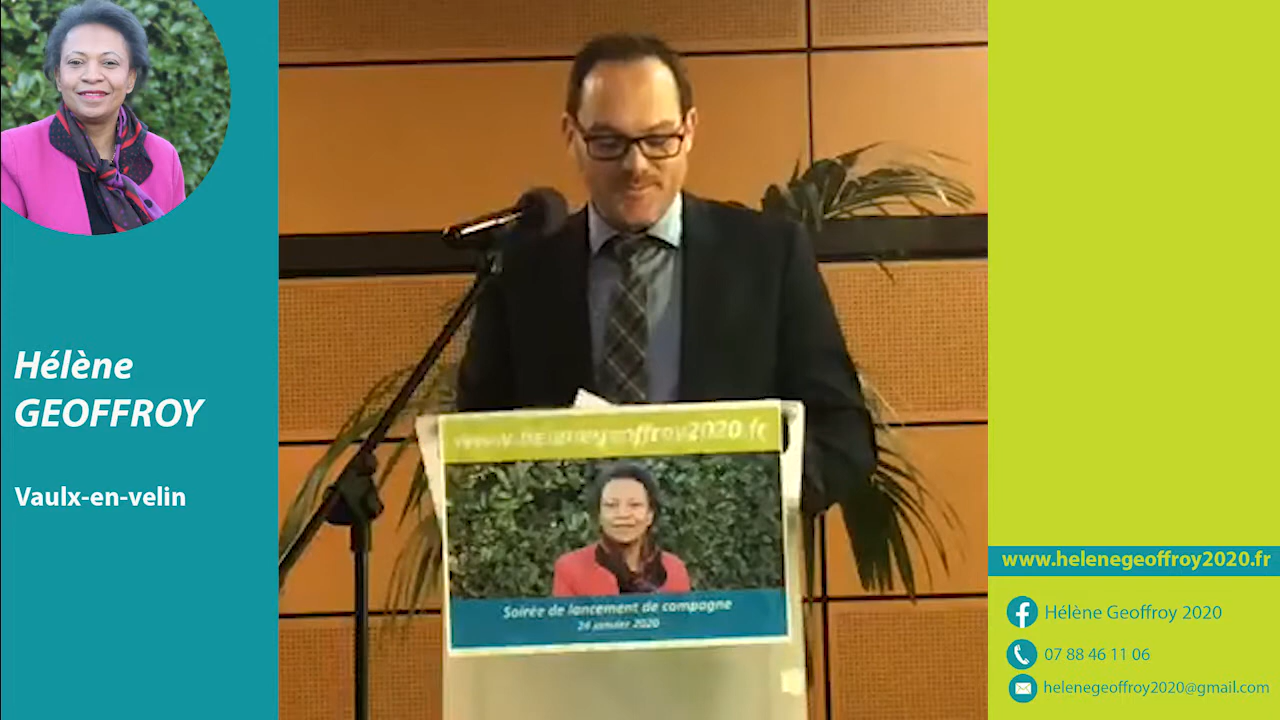 Hélène
GEOFFROY
Vaulx-en-velin
www.helenegeoffroy2020.fr
Soirée de lancement de campagne
24 janvier 2020
www.helenegeoffroy2020.fr
Hélène Geoffroy 2020
07 88 46 11 06
helenegeoffroy2020@gmail.com